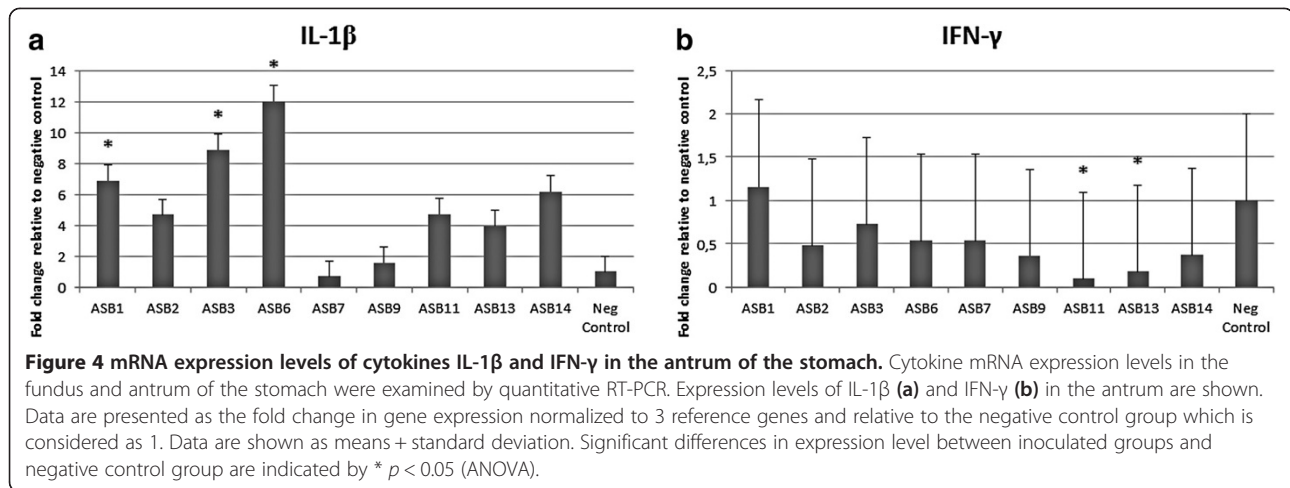 a
IL-1β
Fold change relative to negative control
14
12
10
8
6
4
2
0
* * *
ASB1 ASB2 ASB3 ASB6 ASB7 ASB9 ASB11 ASB13 ASB14 Neg Control
b
IFN-γ
Fold change relative to negative control
2,5
2
1,5
1
0,5
0
* *
ASB1 ASB2 ASB3 ASB6 ASB7 ASB9 ASB11 ASB13 ASB14 Neg Control
Figure 4 mRNA expression levels of cytokines IL-1β and IFN-γ in the antrum of the stomach. Cytokine mRNA expression levels in the
fundus and antrum of the stomach were examined by quantitative RT-PCR. Expression levels of IL-1β (a) and IFN-γ (b) in the antrum are shown.
Data are presented as the fold change in gene expression normalized to 3 reference genes and relative to the negative control group which is
considered as 1. Data are shown as means + standard deviation. Significant differences in expression level between inoculated groups and
negative control group are indicated by * p < 0.05 (ANOVA).